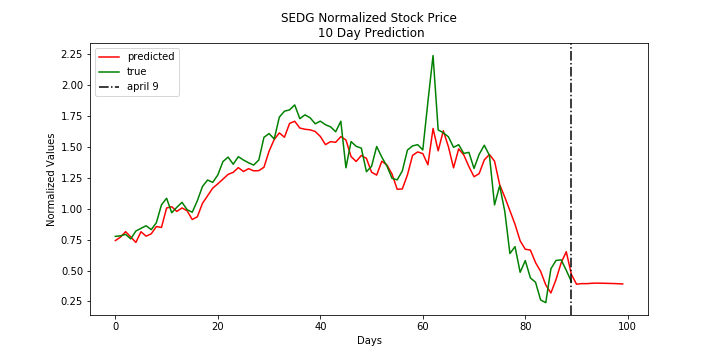 SEDG Normalized Stock Price
10 Day Prediction
predicted
true
april 9
Normalized Values
2.25
2.00
1.75
1.50
1.25
1.00
0.75
0.50
0.25
0
20
40
60
80
100
Days